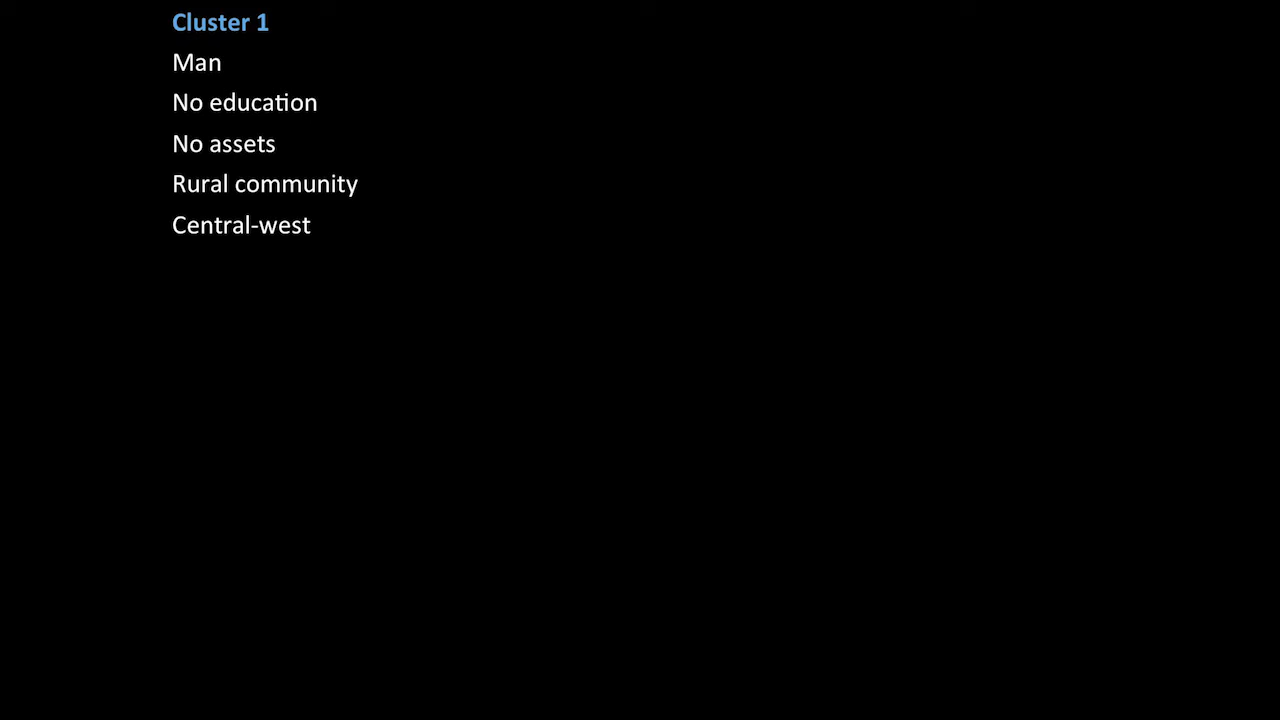 Cluster 1
Man
No education
No assets
Rural community
Central-west